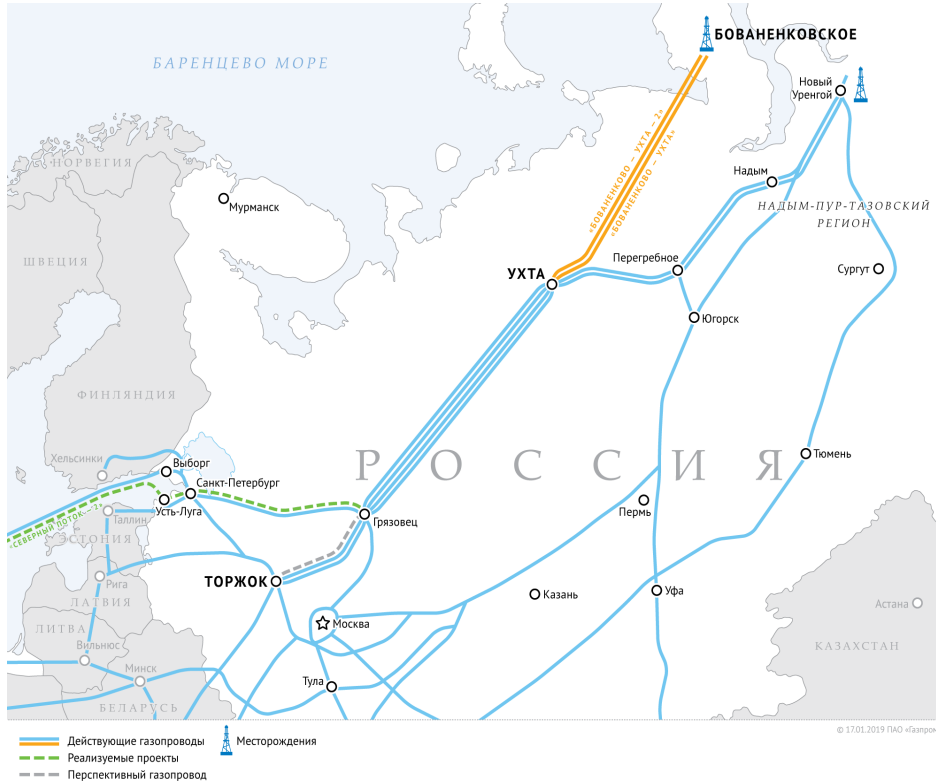 БОВАНЕНКОВСКОЕ
БАРЕНЦЕВО МОРЕ
Новый
Уренгой
«БОВАНЕНКОВО – УХТА – 2»
«БОВАНЕНКОВО – УХТА»
НОРВЕГИЯ
Надым
Мурманск
НАДЫМ-ПУР-ТАЗОВСКИЙ
РЕГИОН
ШВЕЦИЯ
Перегребное
Сургут
УХТА
Югорск
ФИНЛЯНДИЯ
Хельсинки
Выборг
РОССИЯ
Тюмень
Санкт-Петербург
Усть-Луга
Грязовец
Пермь
Таллин
«СЕВЕРНЫЙ ПОТОК – 2»
ЭСТОНИЯ
ТОРЖОК
Рига
Казань
Уфа
Астана
ЛАТВИЯ
Москва
ЛИТВА
Вильнюс
КАЗАХСТАН
Минск
Тула
БЕЛАРУСЬ
© 17.01.2019 ПАО «Газпром
Действующие газопроводы
Месторождения
Реализуемые проекты
Перспективный газопровод